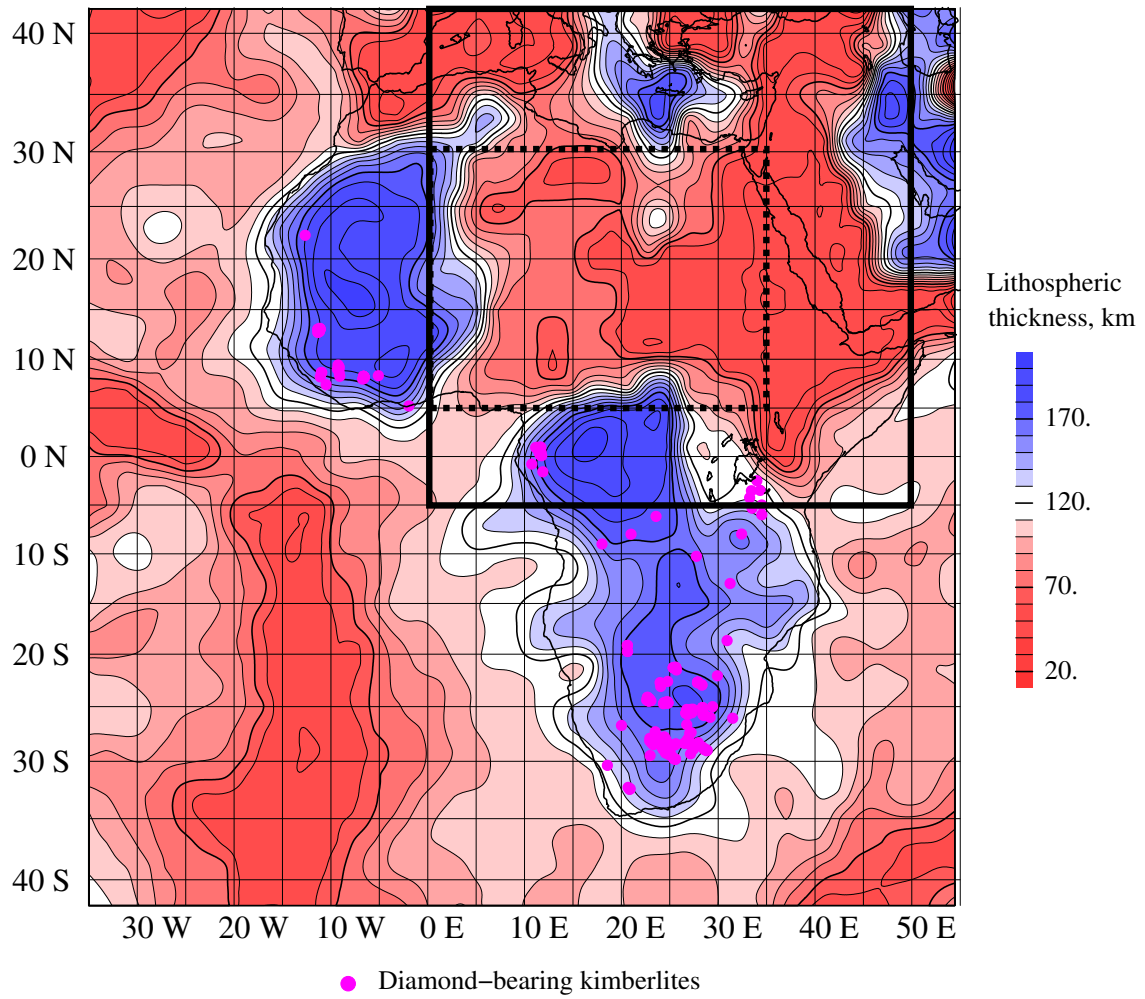 40 N
30 N
20 N
10 N
0 N
10 S
20 S
30 S
40 S
30 W
20 W
10 W
0 E
10 E
20 E
30 E
40 E
50 E
Lithospheric
thickness, km
170.
120.
70.
20.
Diamond−bearing kimberlites